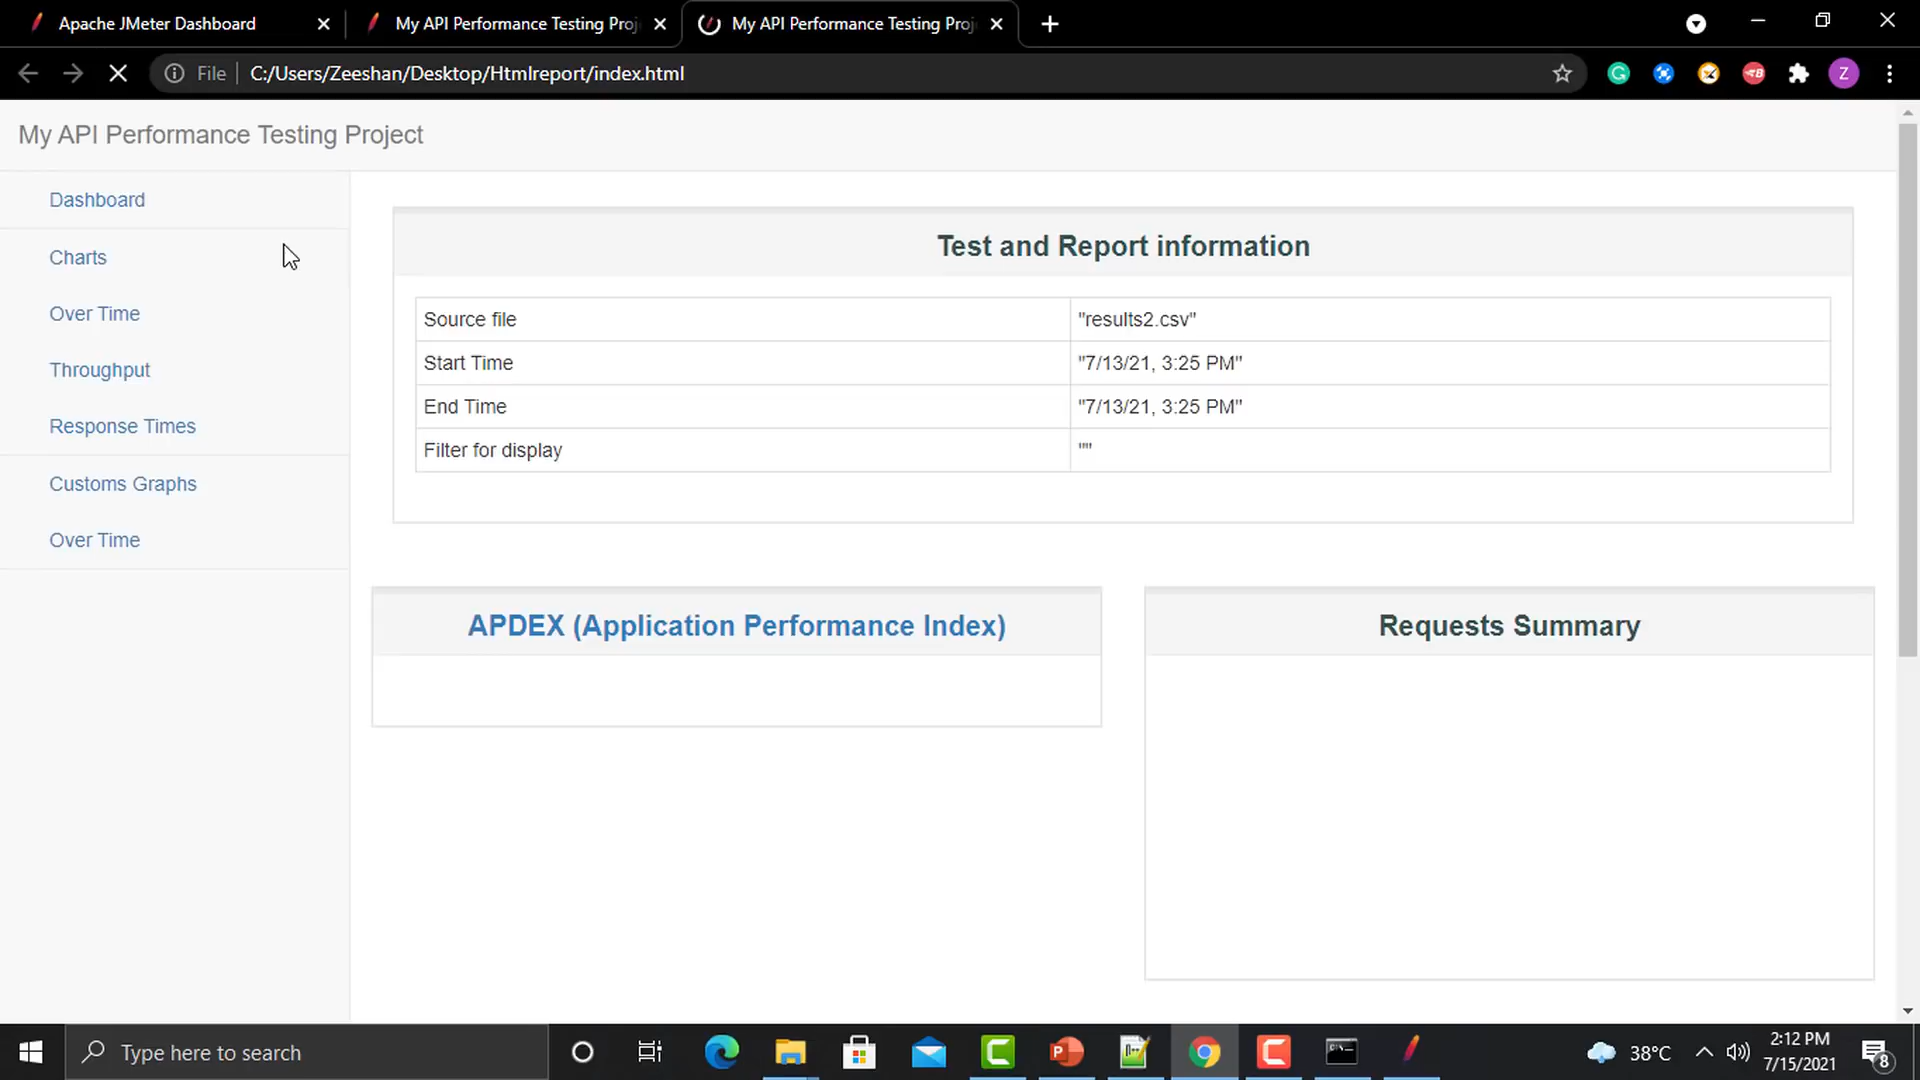 Apache JMeter Dashboard
My API Performance Testing Proj
My API Performance Testing Proj
File
C:/Users/Zeeshan/Desktop/Htmlreport/index.html
Z
My API Performance Testing Project
Dashboard
Charts
Over Time
Throughput
Response Times
Customs Graphs
Over Time
Test and Report information
Source file "results2.csv"
Start Time "7/13/21, 3:25 PM"
End Time "7/13/21, 3:25 PM"
Filter for display ""
APDEX (Application Performance Index)
Requests Summary
Type here to search
38°C
2:12 PM
7/15/2021
8